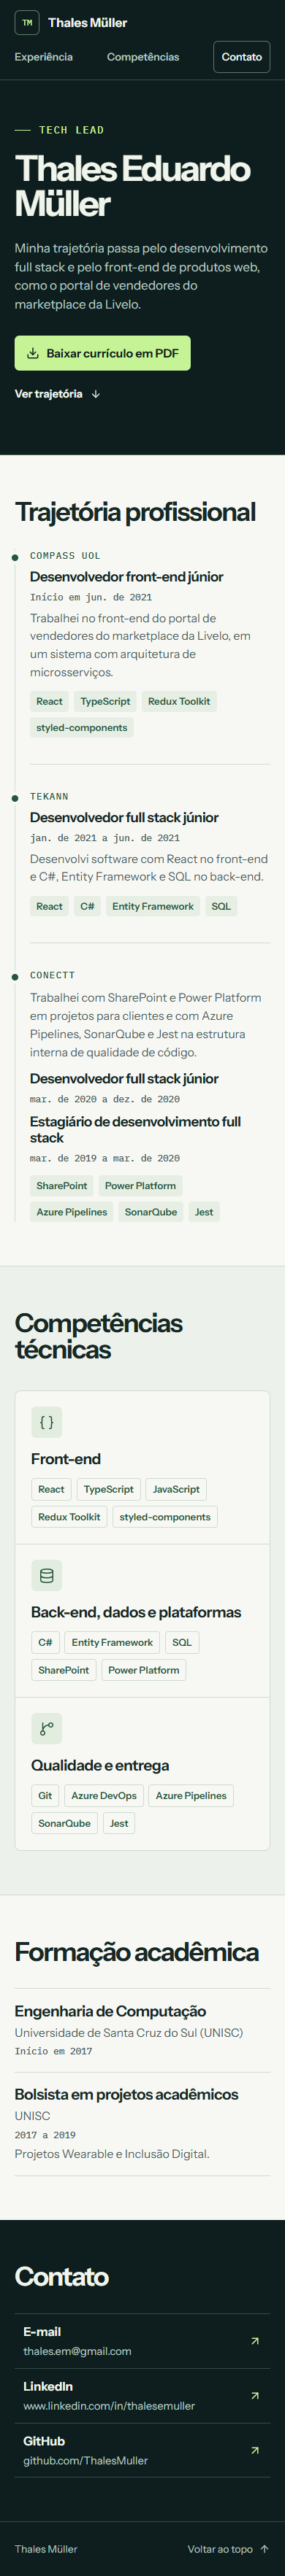 TM Thales Müller
Experiência Competências Contato
TECH LEAD
Thales Eduardo
Müller
Minha trajetória passa pelo desenvolvimento
full stack e pelo front-end de produtos web,
como o portal de vendedores do
marketplace da Livelo.
Baixar currículo em PDF
Ver trajetória ↓
Trajetória profissional
COMPASS UOL
Desenvolvedor front-end júnior
Início em jun. de 2021
Trabalhei no front-end do portal de
vendedores do marketplace da Livelo, em
um sistema com arquitetura de
microsserviços.
React TypeScript Redux Toolkit
styled-components
TEKANN
Desenvolvedor full stack júnior
jan. de 2021 a jun. de 2021
Desenvolvi software com React no front-end
e C#, Entity Framework e SQL no back-end.
React C# Entity Framework SQL
CONECTT
Trabalhei com SharePoint e Power Platform
em projetos para clientes e com Azure
Pipelines, SonarQube e Jest na estrutura
interna de qualidade de código.
Desenvolvedor full stack júnior
mar. de 2020 a dez. de 2020
Estagiário de desenvolvimento full
stack
mar. de 2019 a mar. de 2020
SharePoint Power Platform
Azure Pipelines SonarQube Jest
Competências
técnicas
{ }
Front-end
React TypeScript JavaScript
Redux Toolkit styled-components
Back-end, dados e plataformas
C# Entity Framework SQL
SharePoint Power Platform
Qualidade e entrega
Git Azure DevOps Azure Pipelines
SonarQube Jest
Formação acadêmica
Engenharia de Computação
Universidade de Santa Cruz do Sul (UNISC)
Início em 2017
Bolsista em projetos acadêmicos
UNISC
2017 a 2019
Projetos Wearable e Inclusão Digital.
Contato
E-mail
thales.em@gmail.com
LinkedIn
www.linkedin.com/in/thalesemuller
GitHub
github.com/ThalesMuller
Thales Müller Voltar ao topo ↑